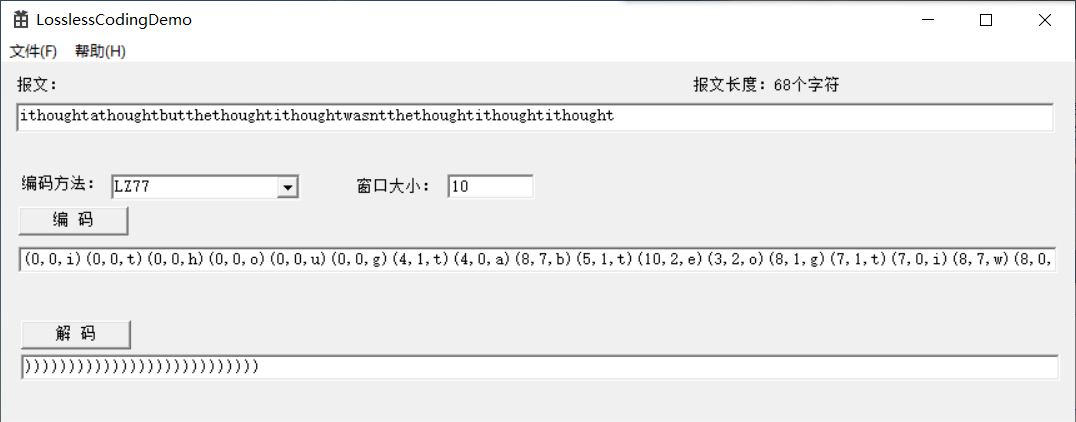 LosslessCodingDemo
文件(F) 帮助(H)
报文: 报文长度: 68个字符
ithoughtathoughtbutthethoughtithoughtwasntthethoughtithoughtithought
编码方法: LZ77 窗口大小: 10
编 码
(0,0,i)(0,0,t)(0,0,h)(0,0,o)(0,0,u)(0,0,g)(4,1,t)(4,0,a)(8,7,b)(5,1,t)(10,2,e)(3,2,o)(8,1,g)(7,1,t)(7,0,i)(8,7,w)(8,0,
解 码
)))))))))))))))))))))))))))